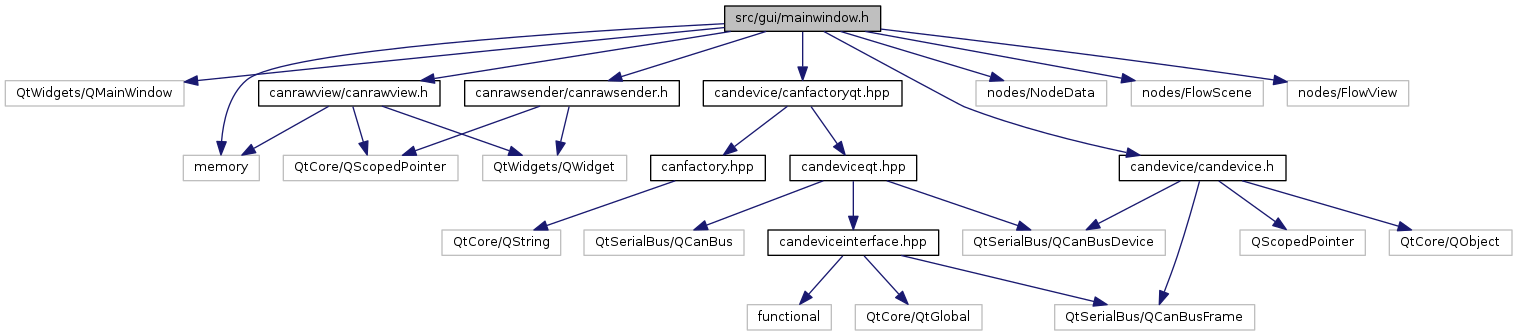 src/gui/mainwindow.h
QtWidgets/QMainWindow
canrawview/canrawview.h
canrawsender/canrawsender.h
candevice/canfactoryqt.hpp
nodes/NodeData
nodes/FlowScene
nodes/FlowView
memory
QtCore/QScopedPointer
QtWidgets/QWidget
canfactory.hpp
candeviceqt.hpp
candevice/candevice.h
QtCore/QString
QtSerialBus/QCanBus
candeviceinterface.hpp
QtSerialBus/QCanBusDevice
QScopedPointer
QtCore/QObject
functional
QtCore/QtGlobal
QtSerialBus/QCanBusFrame